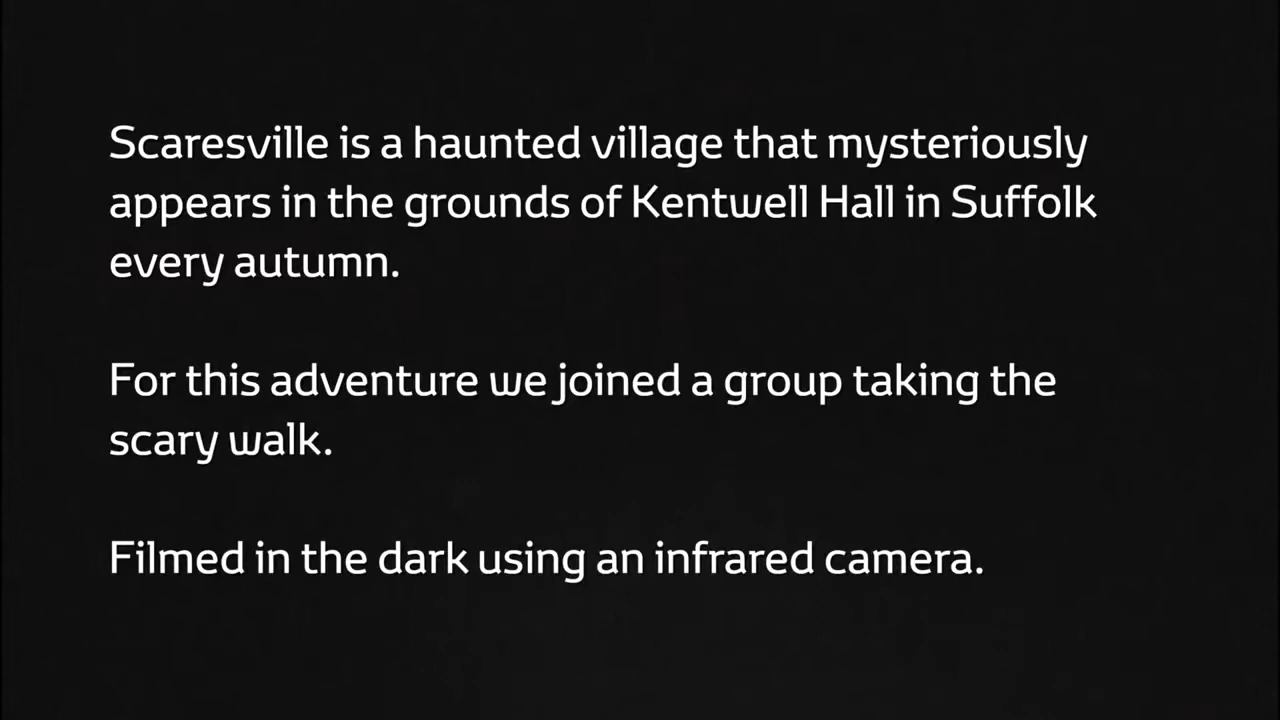 Scaresville is a haunted village that mysteriously
appears in the grounds of Kentwell Hall in Suffolk
every autumn.
For this adventure we joined a group taking the
scary walk.
Filmed in the dark using an infrared camera.